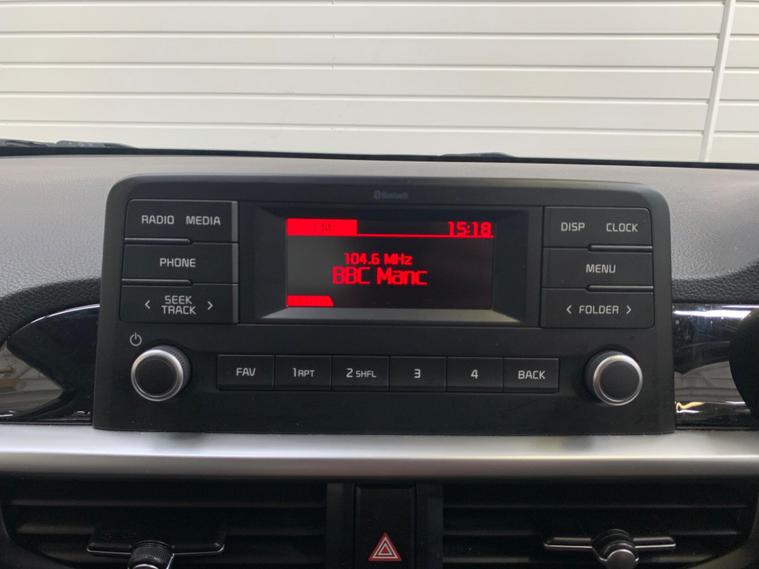 Bluetooth
RADIO MEDIA
PHONE
< SEEK >
TRACK
15:18
104.6 MHz
BBC Manc
DISP CLOCK
MENU
< FOLDER >
FAV
1 RPT
2 SHFL
3
4
BACK